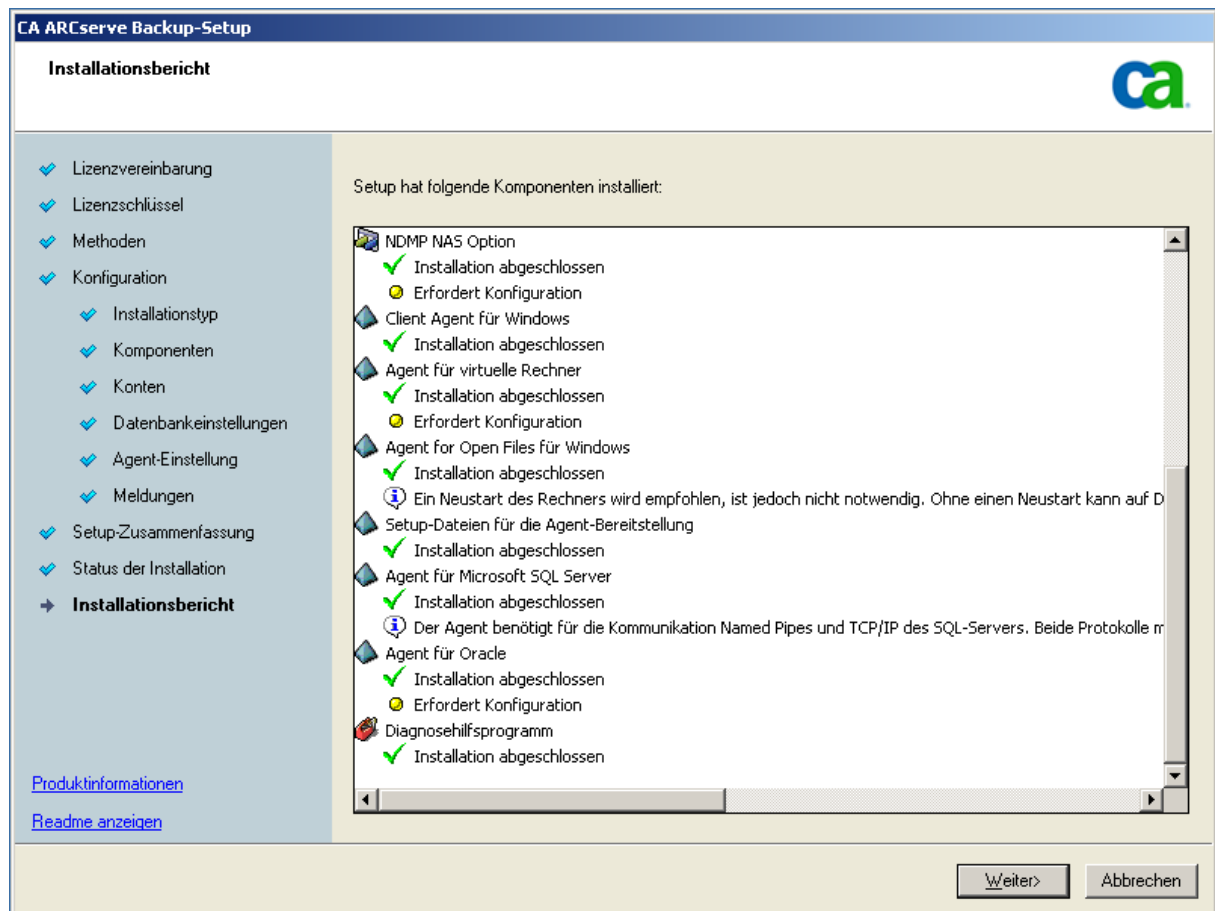 CA ARCserve Backup-Setup
Installationsbericht
ca
Lizenzvereinbarung
Lizenzschlüssel
Methoden
Konfiguration
Installationstyp
Komponenten
Konten
Datenbankeinstellungen
Agent-Einstellung
Meldungen
Setup-Zusammenfassung
Status der Installation
Installationsbericht
Produktinformationen
Readme anzeigen
Setup hat folgende Komponenten installiert:
NDMP NAS Option
Installation abgeschlossen
Erfordert Konfiguration
Client Agent für Windows
Installation abgeschlossen
Agent für virtuelle Rechner
Installation abgeschlossen
Erfordert Konfiguration
Agent for Open Files für Windows
Installation abgeschlossen
Ein Neustart des Rechners wird empfohlen, ist jedoch nicht notwendig. Ohne einen Neustart kann auf D
Setup-Dateien für die Agent-Bereitstellung
Installation abgeschlossen
Agent für Microsoft SQL Server
Installation abgeschlossen
Der Agent benötigt für die Kommunikation Named Pipes und TCP/IP des SQL-Servers. Beide Protokolle m
Agent für Oracle
Installation abgeschlossen
Erfordert Konfiguration
Diagnosehilfsprogramm
Installation abgeschlossen
Weiter>
Abbrechen